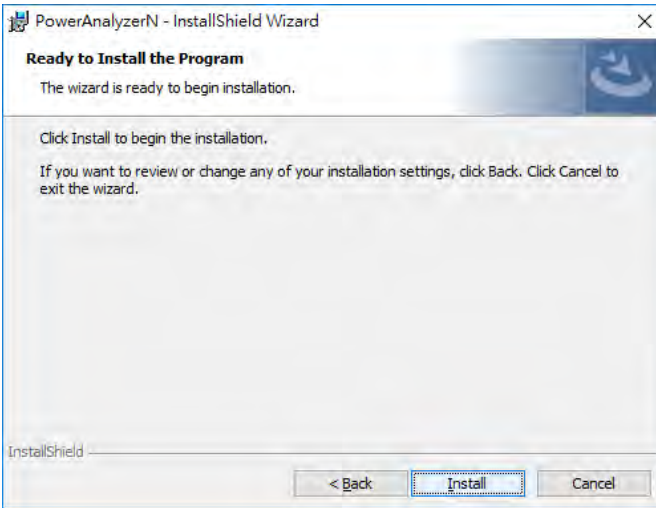 PowerAnalyzerN - InstallShield Wizard
Ready to Install the Program
The wizard is ready to begin installation.
Click Install to begin the installation.
If you want to review or change any of your installation settings, click Back. Click Cancel to
exit the wizard.
InstallShield
< Back Install Cancel